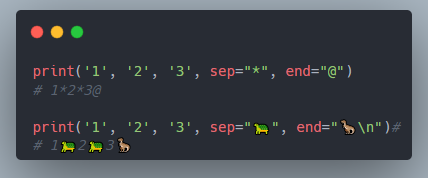 print('1', '2', '3', sep="*", end="@")
# 1*2*3@
print('1', '2', '3', sep="🐢", end="\n")#
# 1🐢2🐢3